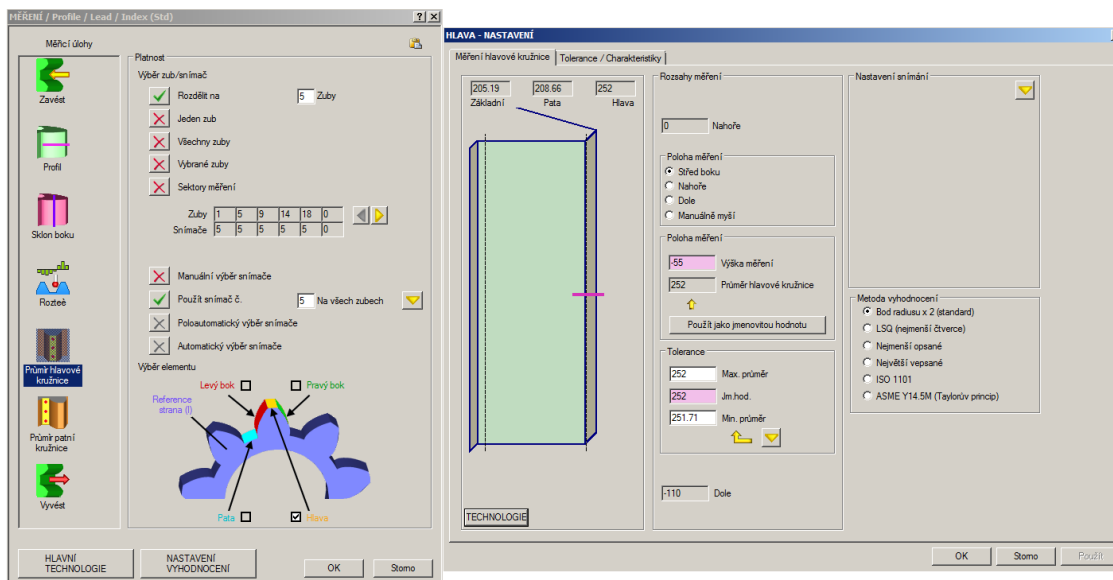 MĚŘENÍ / Profile / Lead / Index (Std)
Měřicí úlohy
Zavést
Profil
Sklon boku
Rozteè
Prùmìr hlavové
kružnice
Prùmìr patní
kružnice
Vyvést
Platnost
Výběr zub/snímač
Rozdělit na
5
Zuby
Jeden zub
Všechny zuby
Vybrané zuby
Sektory měření
Zuby 1 5 9 14 18 0
Snímače 5 5 5 5 5 0
Manuální výběr snímače
Použít snímač č.
5
Na všech zubech
Poloautomatický výběr snímače
Automatický výběr snímače
Výběr elementu
Levý bok
Pravý bok
Reference
strana (I)
Pata
Hlava
HLAVNÍ
TECHNOLOGIE
NASTAVENÍ
VYHODNOCENÍ
OK
Stomo
HLAVA - NASTAVENÍ
Měření hlavové kružnice
Tolerance / Charakteristiky
205.19 208.66 252
Základní Pata Hlava
TECHNOLOGIE
Rozsahy měření
0 Nahoře
Poloha měření
Střed boku
Nahoře
Dole
Manuálně myší
Poloha měření
-55 Výška měření
252 Průměr hlavové kružnice
Použít jako jmenovitou hodnotu
Tolerance
252 Max. průměr
252 Jm.hod.
251.71 Min. průměr
-110 Dole
Nastavení snímání
Metoda vyhodnocení
Bod radiusu x 2 (standard)
LSQ (nejmenší čtverce)
Nejmenší opsané
Největší vepsané
ISO 1101
ASME Y14.5M (Taylorův princip)
OK
Stomo
Použít